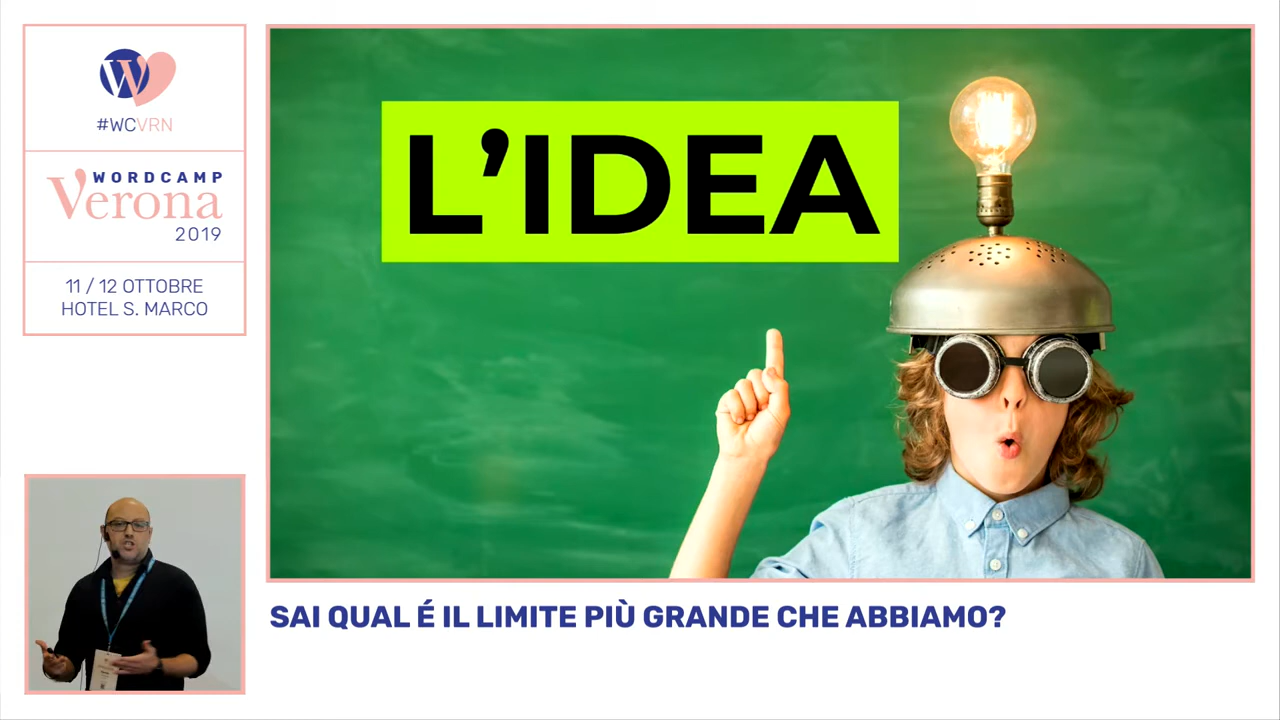 #WCVRN
WORDCAMP
Verona
2019
11 / 12 OTTOBRE
HOTEL S. MARCO
L’IDEA
SAI QUAL É IL LIMITE PIÙ GRANDE CHE ABBIAMO?